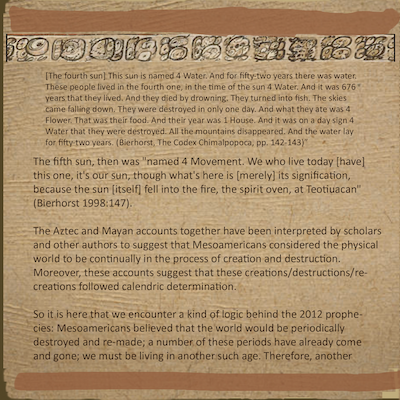 [The fourth sun] This sun is named 4 Water. And for fifty-two years there was water.
These people lived in the fourth one, in the time of the sun 4 Water. And it was 676 "
years that they lived. And they died by drowning. They turned into fish. The skies
came falling down. They were destroyed in only one day. And what they ate was 4
Flower. That was their food. And their year was 1 House. And it was on a day sign 4
Water that they were destroyed. All the mountains disappeared. And the water lay
for fifty two years. (Bierhorst, The Codex Chimalpopoca, pp. 142-143)"
The fifth sun, then was "named 4 Movement. We who live today [have]
this one, it's our sun, though what's here is [merely] its signification,
because the sun [itself] fell into the fire, the spirit oven, at Teotiuacan"
(Bierhorst 1998:147).
The Aztec and Mayan accounts together have been interpreted by scholars
and other authors to suggest that Mesoamericans considered the physical
world to be continually in the process of creation and destruction.
Moreover, these accounts suggest that these creations/destructions/re-
creations followed calendric determination.
So it is here that we encounter a kind of logic behind the 2012 prophe-
cies: Mesoamericans believed that the world would be periodically
destroyed and re-made; a number of these periods have already come
and gone; we must be living in another such age. Therefore, another